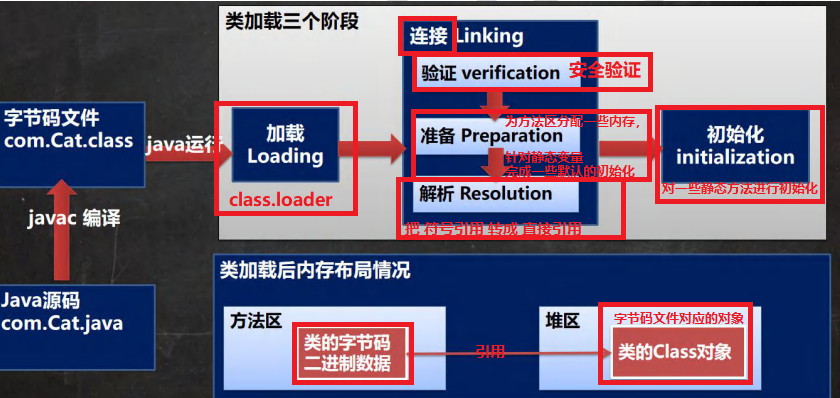 类加载三个阶段
连接 Linking
验证 verification 安全验证
字节码文件
com.Cat.class
java运行
加载
Loading
class.loader
为方法区分配一些内存，
准备 Preparation
针对静态变量
完成一些默认的初始化
解析 Resolution
把 符号引用 转成 直接引用
初始化
initialization
对一些静态方法进行初始化
javac 编译
Java源码
com.Cat.java
类加载后内存布局情况
方法区
类的字节码
二进制数据
引用
堆区
字节码文件对应的对象
类的Class对象